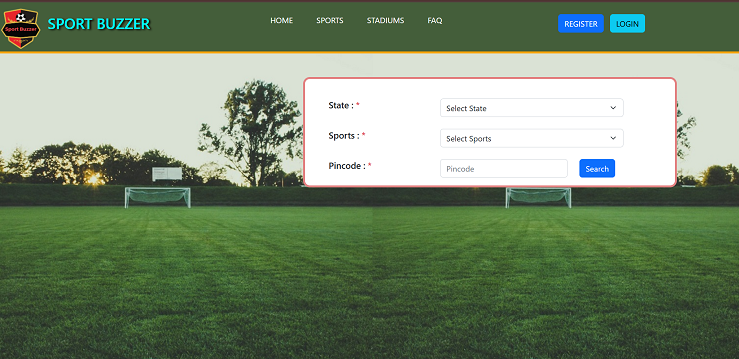 Sport Buzzer
SPORT BUZZER
HOME SPORTS STADIUMS FAQ
REGISTER LOGIN
State : *
Select State
Sports : *
Select Sports
Pincode : *
Pincode
Search